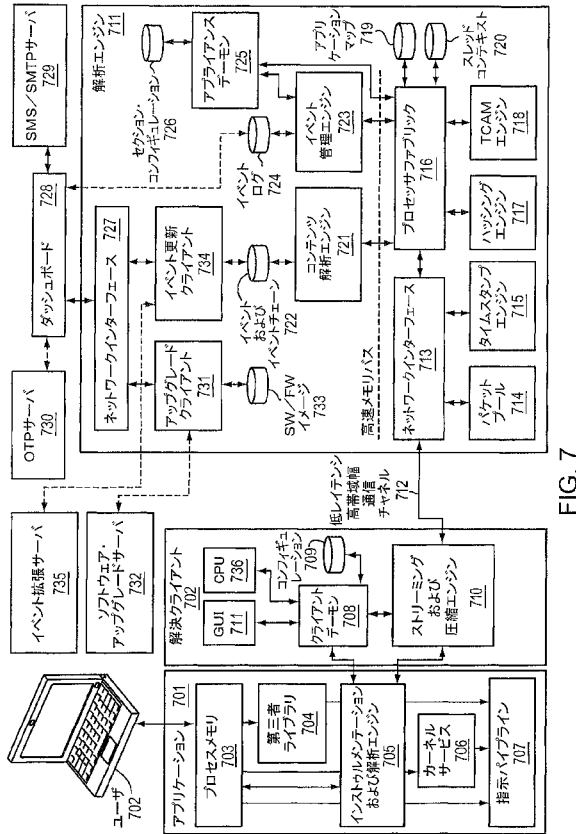 ユーザ
702
アプリケーション 701
プロセスメモリ
703
第三者
ライブラリ
704
インストゥルメンテーション
および解析エンジン
705
カーネル
サービス
706
指示パイプライン
707
イベント拡張サーバ
735
ソフトウェア・
アップグレードサーバ
732
解決クライアント
702
GUI
711
CPU
736
コンフィギュ
レーション
709
クライアント
デーモン
708
ストリーミング
および
圧縮エンジン
710
低レイテンシ
高帯域幅
通信
チャネル
712
OTPサーバ
730
ダッシュボード 728
SMS/SMTPサーバ
729
解析エンジン
711
ネットワークインターフェース 727
アップグレード
クライアント
731
イベント更新
クライアント
734
SW/FW
イメージ
733
イベントおよび
イベントチェーン
722
イベント
ログ
724
セクション・
コンフィギュレーション
726
アプライアンス
デーモン
725
コンテンツ
解析エンジン
721
イベント
管理エンジン
723
高速メモリバス
ネットワークインターフェース
713
プロセッサファブリック
716
アプリ
ケーション
マップ
719
スレッド
コンテキスト
720
パケット
プール
714
タイムスタンプ
エンジン
715
ハッシング
エンジン
717
TCAM
エンジン
718
FIG. 7